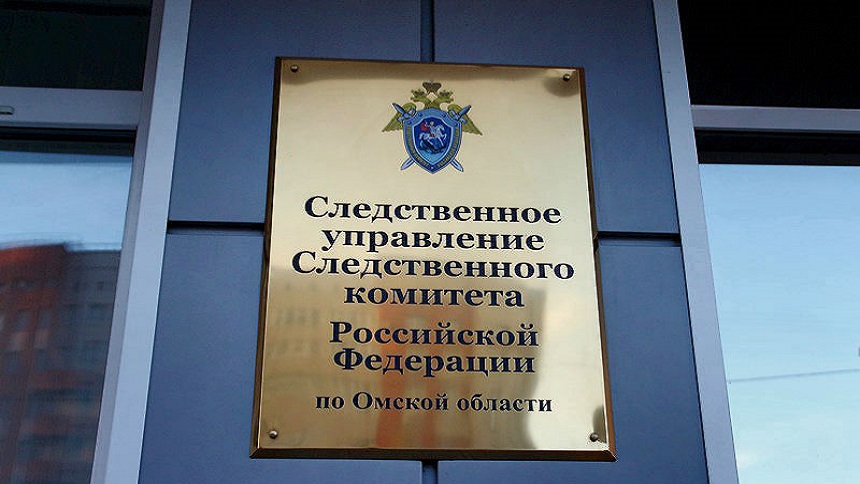 Следственное
управление
Следственного
комитета
Российской
Федерации
по Омской области